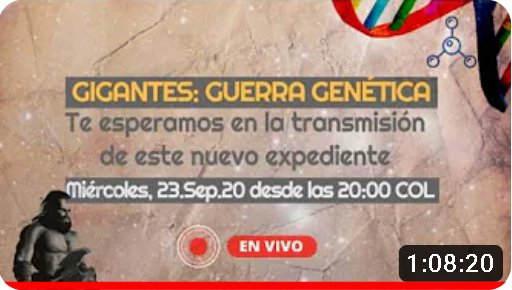 GIGANTES: GUERRA GENÉTICA
Te esperamos en la transmisión
de este nuevo expediente
Miércoles, 23.Sep.20 desde las 20:00 COL
EN VIVO
1:08:20